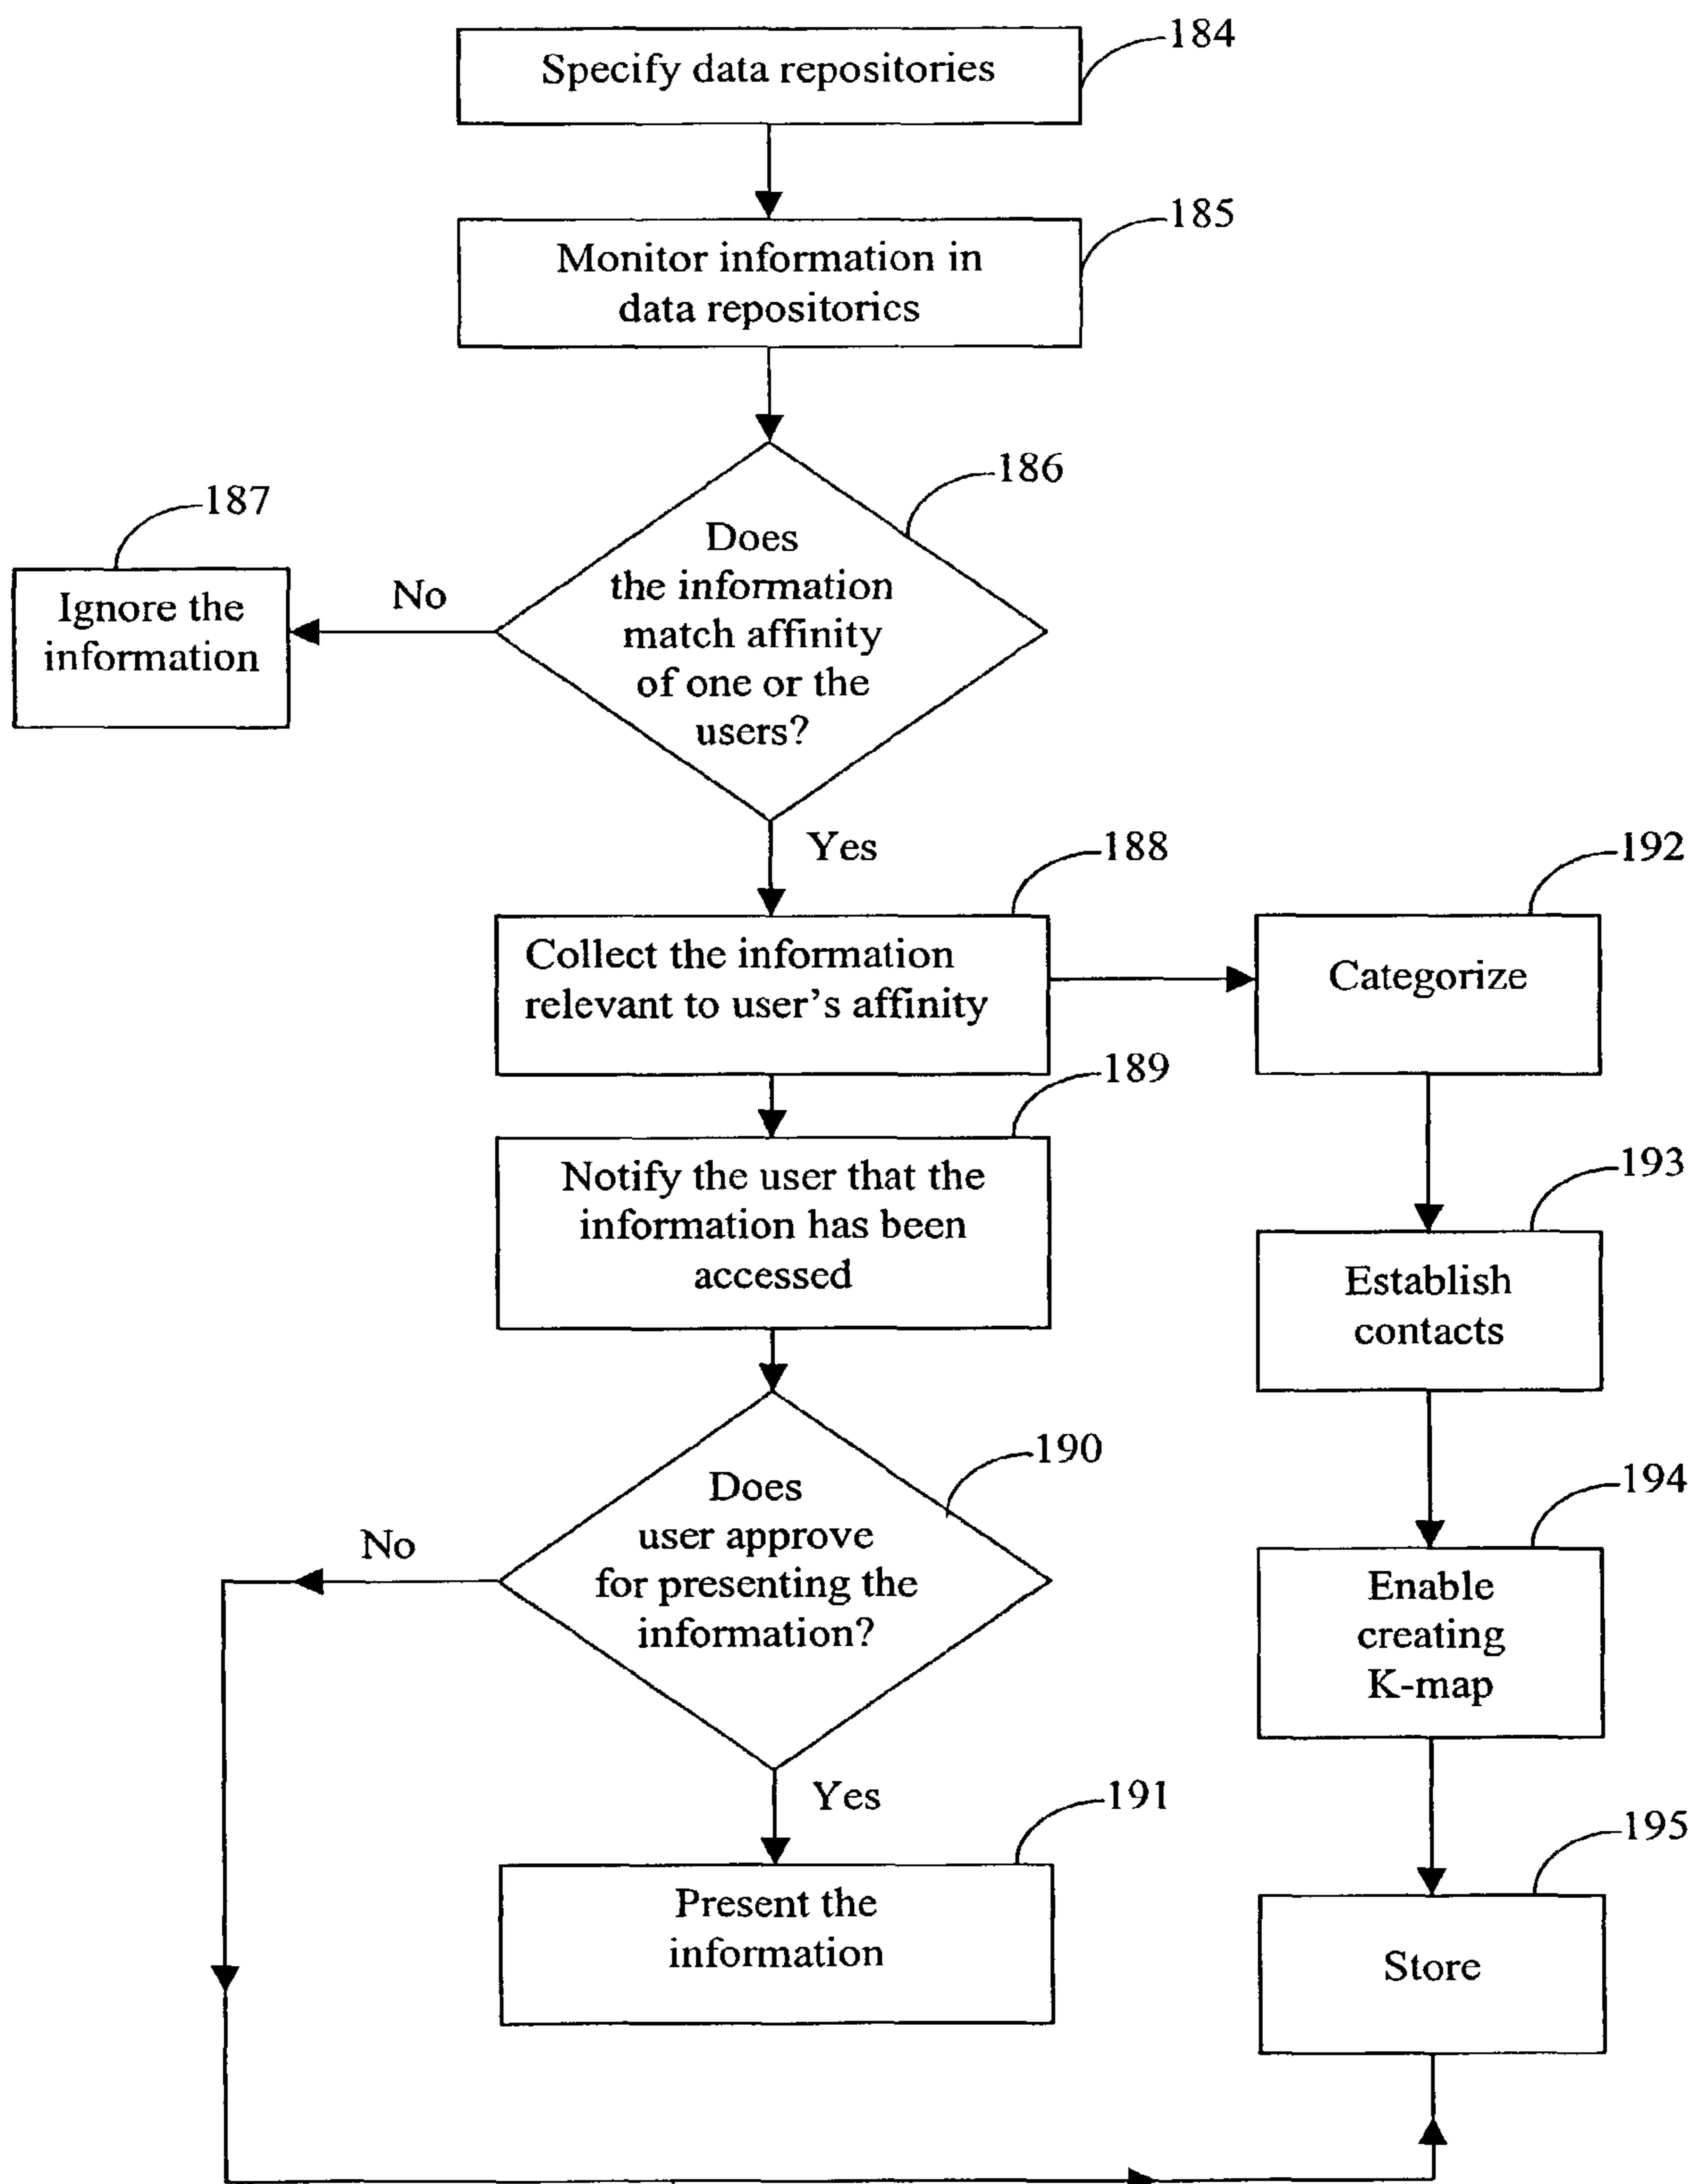 184
Specify data repositories
185
Monitor information in
data repositorics
186
Does
the information
match affinity
of one or the
users?
187
No
Ignore the
information
Yes
188
Collect the information
relevant to user's affinity
192
Categorize
189
Notify the user that the
information has been
accessed
193
Establish
contacts
190
Does
user approve
for presenting the
information?
No
194
Enable
creating
K-map
Yes
191
Present the
information
195
Store